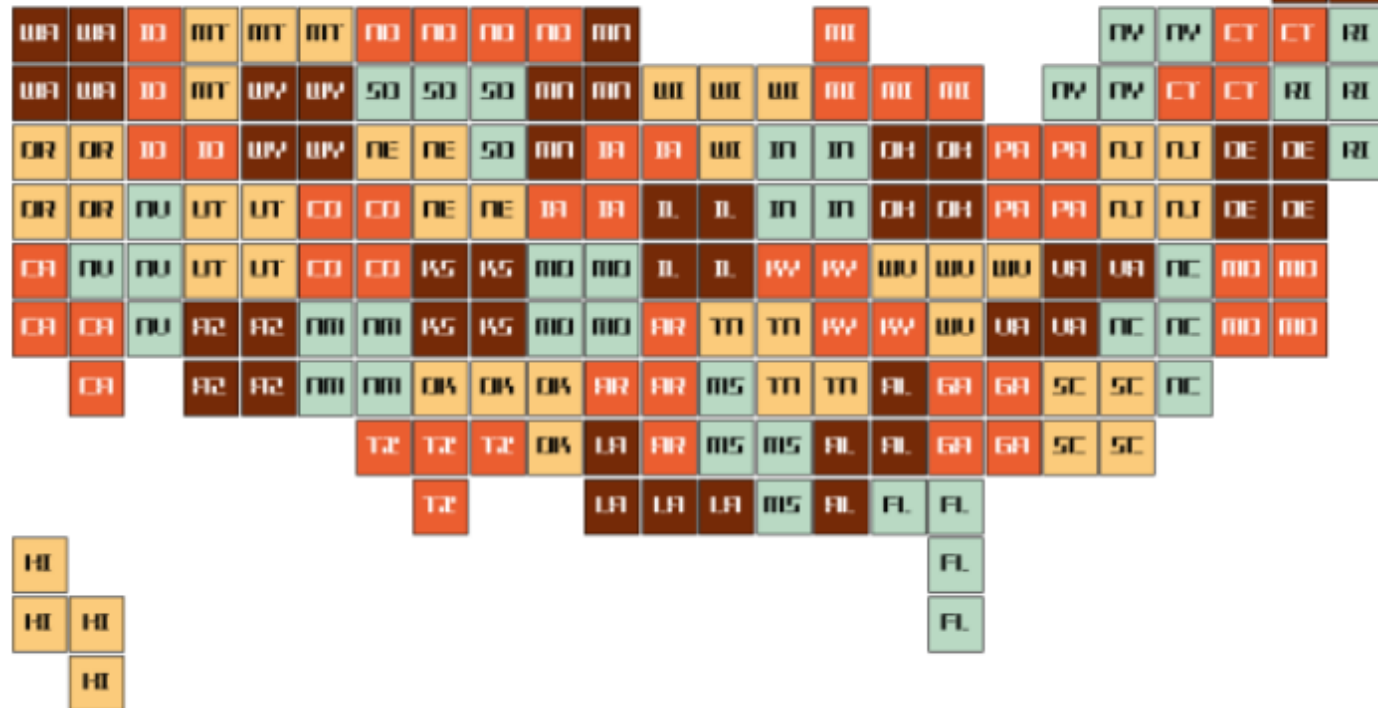 WA WA ID MT MT MT ND ND ND ND MN MI NY NY CT CT RI
WA WA ID MT WY WY SD SD SD MN MN WI WI WI MI MI MI NY NY CT CT RI RI
OR OR ID ID WY WY NE NE SD MN IA IA WI IN IN OH OH PA PA NJ NJ DE DE RI
OR OR NV UT UT CO CO NE NE IA IA IL IL IN IN OH OH PA PA NJ NJ DE DE
CA NV NV UT UT CO CO KS KS MO MO IL IL KY KY WV WV WV VA VA NC MD MD
CA CA NV AZ AZ NM NM KS KS MO MO AR TN TN KY KY WV VA VA NC NC MD MD
CA AZ AZ NM NM OK OK OK AR AR MS TN TN AL GA GA SC SC NC
TX TX TX OK LA AR MS MS AL AL GA GA SC SC
TX LA LA LA MS AL FL FL
HI FL
HI HI FL
HI